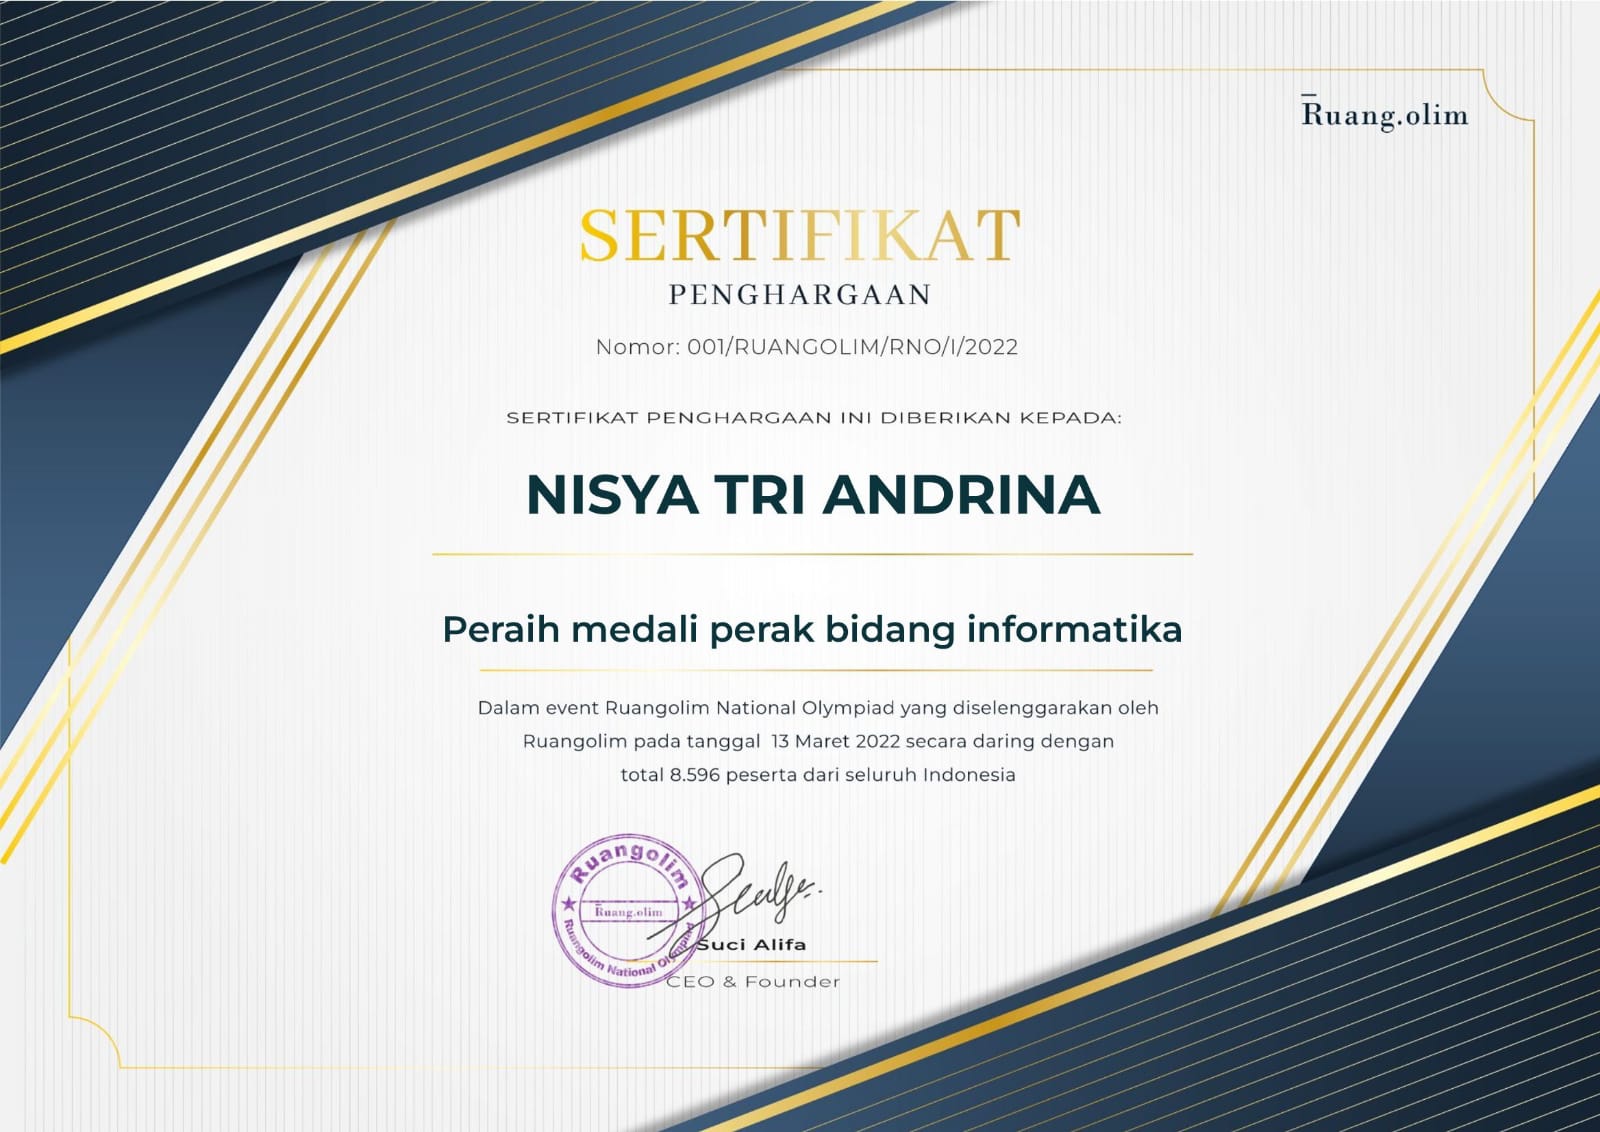 Ruang.olim
SERTIFIKAT
PENGHARGAAN
Nomor: 001/RUANGOLIM/RNO/I/2022
SERTIFIKAT PENGHARGAAN INI DIBERIKAN KEPADA:
NISYA TRI ANDRINA
Peraih medali perak bidang informatika
Dalam event Ruangolim National Olympiad yang diselenggarakan oleh
Ruangolim pada tanggal 13 Maret 2022 secara daring dengan
total 8.596 peserta dari seluruh Indonesia
Ruangolim
Ruang.olim
Ruangolim National Olympiad
Suci Alifa
CEO & Founder